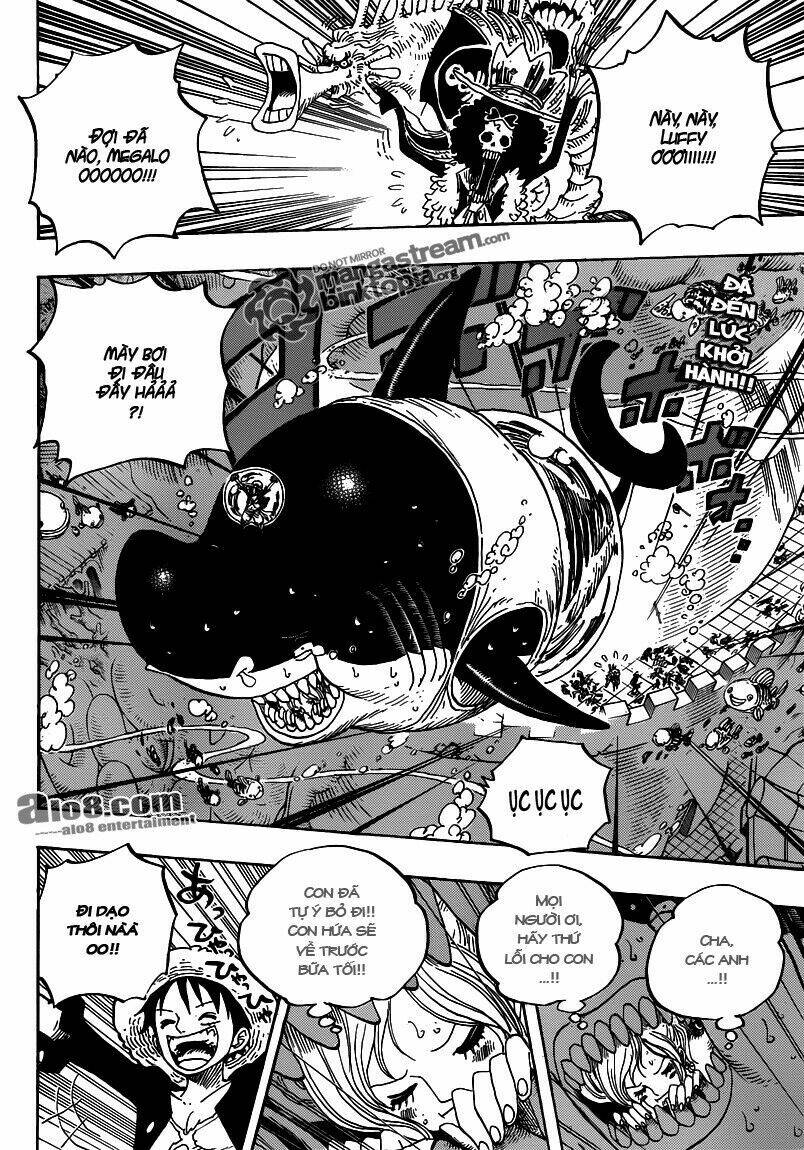 NÀY, NÀY,
LUFFY
ƠƠƠIIII!!!
ĐỢI ĐÃ
NÀO, MEGALO
OOOOOO!!!
DO NOT MIRROR
mangastream.com
binktopia.org
ĐÃ
ĐẾN
LÚC
KHỞI
HÀNH!!
MÀY BƠI
ĐI ĐÂU
ĐẤY HẢẢẢ
?!
ỤC ỤC ỤC
alo8.com
alo8 entertaiment
CHA,
CÁC ANH
...!!
MỌI
NGƯỜI ƠI,
HÃY THỨ
LỖI CHO CON
...!!
CON ĐÃ
TỰ Ý BỎ ĐI!!
CON HỨA SẼ
VỀ TRƯỚC
BỮA TỐI!!
ĐI DẠO
THÔI NÀÀ
OO!!